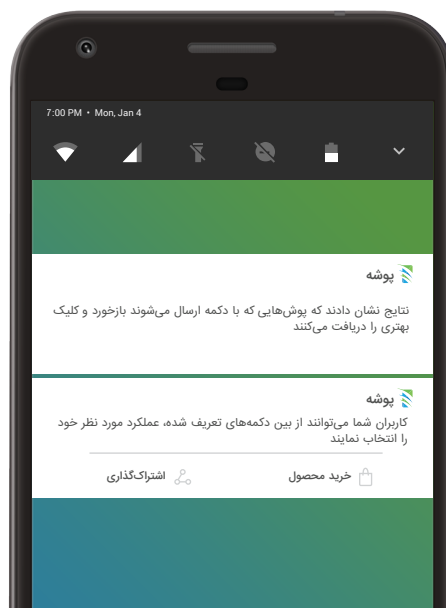 7:00 PM • Mon, Jan 4
پوشه
نتایج نشان دادند که پوش‌هایی که با دکمه ارسال می‌شوند بازخورد و کلیک
بهتری را دریافت می‌کنند
پوشه
کاربران شما می‌توانند از بین دکمه‌های تعریف شده، عملکرد مورد نظر خود
را انتخاب نمایند
خرید محصول اشتراک‌گذاری